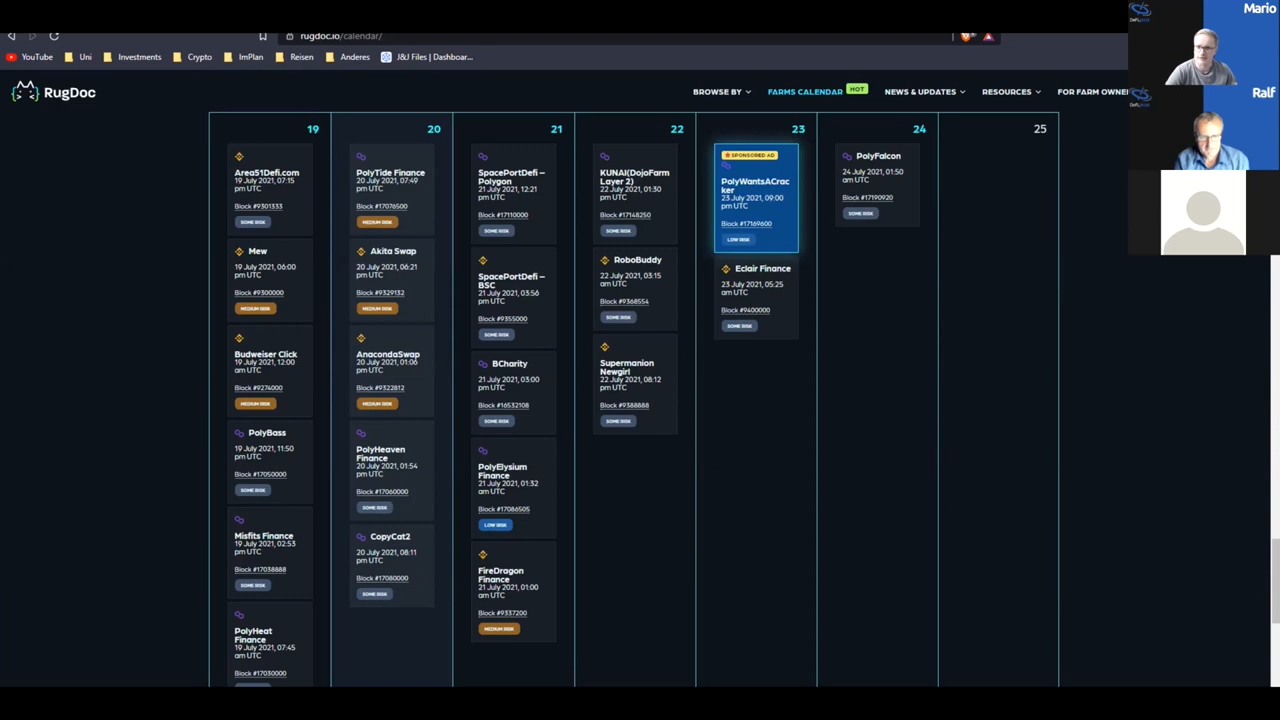 Mario
rugdoc.io/calendar/
YouTube
Uni
Investments
Crypto
ImPlan
Reisen
Anderes
J&J Files | Dashboar...
RugDoc
BROWSE BY
FARMS CALENDAR
HOT
NEWS & UPDATES
RESOURCES
FOR FARM OWNE
Ralf
19
20
21
22
23
24
25
Area51Defi.com
19 July 2021, 07:15
pm UTC
Block #9301333
SOME RISK
Mew
19 July 2021, 06:00
pm UTC
Block #9300000
MEDIUM RISK
Budweiser Click
19 July 2021, 12:00
am UTC
Block #9274000
MEDIUM RISK
PolyBass
19 July 2021, 11:50
pm UTC
Block #17050000
SOME RISK
Misfits Finance
19 July 2021, 02:53
pm UTC
Block #17038888
SOME RISK
PolyHeat
Finance
19 July 2021, 07:45
am UTC
Block #17030000
PolyTide Finance
20 July 2021, 07:49
pm UTC
Block #17076500
MEDIUM RISK
Akita Swap
20 July 2021, 06:21
pm UTC
Block #9329132
MEDIUM RISK
AnacondaSwap
20 July 2021, 01:06
pm UTC
Block #9322812
MEDIUM RISK
PolyHeaven
Finance
20 July 2021, 01:54
pm UTC
Block #17060000
SOME RISK
CopyCat2
20 July 2021, 08:11
pm UTC
Block #17080000
SOME RISK
SpacePortDefi –
Polygon
21 July 2021, 12:21
pm UTC
Block #17110000
SOME RISK
SpacePortDefi –
BSC
21 July 2021, 03:56
pm UTC
Block #9355000
SOME RISK
BCharity
21 July 2021, 03:00
pm UTC
Block #16532108
SOME RISK
PolyElysium
Finance
21 July 2021, 01:32
am UTC
Block #17086505
LOW RISK
FireDragon
Finance
21 July 2021, 01:00
am UTC
Block #9337200
MEDIUM RISK
KUNAI(DojoFarm
Layer 2)
22 July 2021, 01:30
pm UTC
Block #17148250
SOME RISK
RoboBuddy
22 July 2021, 03:15
am UTC
Block #9368554
SOME RISK
Supermanion
Newgirl
22 July 2021, 08:12
pm UTC
Block #9388888
SOME RISK
SPONSORED AD
PolyWantsACrac
ker
23 July 2021, 09:00
pm UTC
Block #17169600
LOW RISK
Eclair Finance
23 July 2021, 05:25
am UTC
Block #9400000
SOME RISK
PolyFalcon
24 July 2021, 01:50
am UTC
Block #17190920
SOME RISK